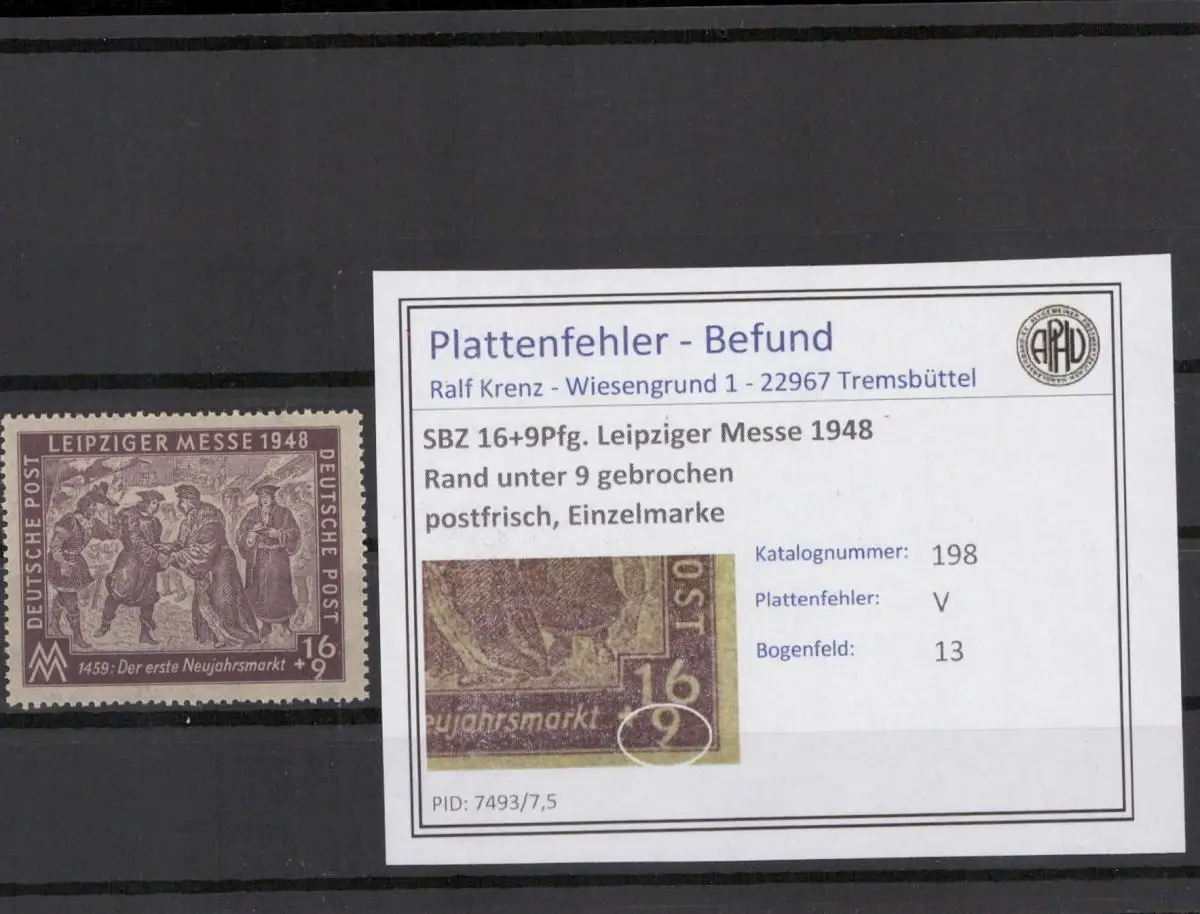 LEIPZIGER MESSE 1948
DEUTSCHE POST
DEUTSCHE POST
1459: Der erste Neujahrsmarkt
16
+ 9
Plattenfehler - Befund
Ralf Krenz - Wiesengrund 1 - 22967 Tremsbüttel
APHV
SBZ 16+9Pfg. Leipziger Messe 1948
Rand unter 9 gebrochen
postfrisch, Einzelmarke
OST
16
eujahrsmarkt + 9
Katalognummer: 198
Plattenfehler: V
Bogenfeld: 13
PID: 7493/7,5